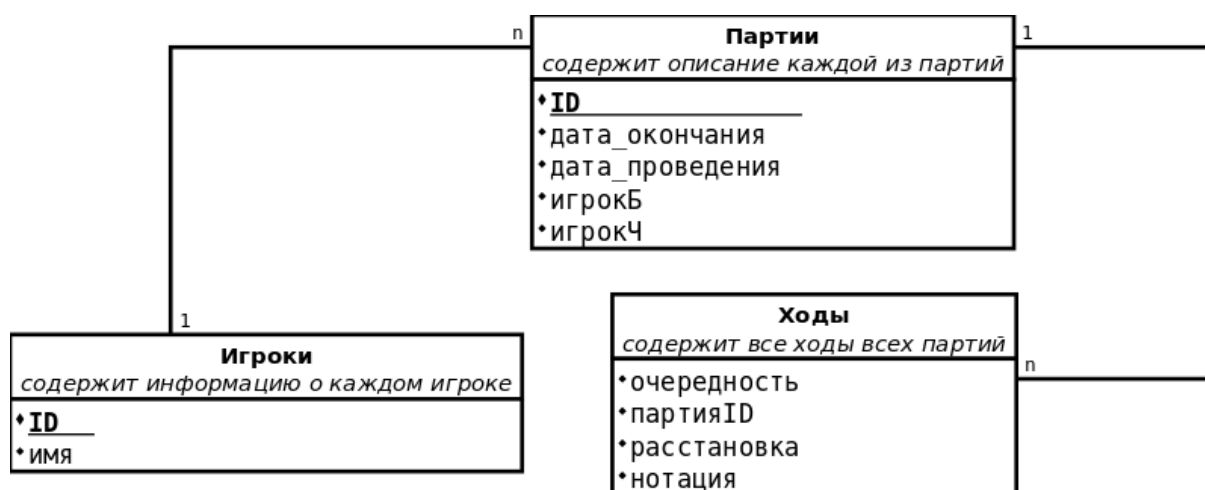 n
Партии
1
содержит описание каждой из партий
ID
дата_окончания
дата_проведения
игрокБ
игрокЧ
1
Игроки
содержит информацию о каждом игроке
ID
имя
Ходы
содержит все ходы всех партий
n
очередность
партияID
расстановка
нотация